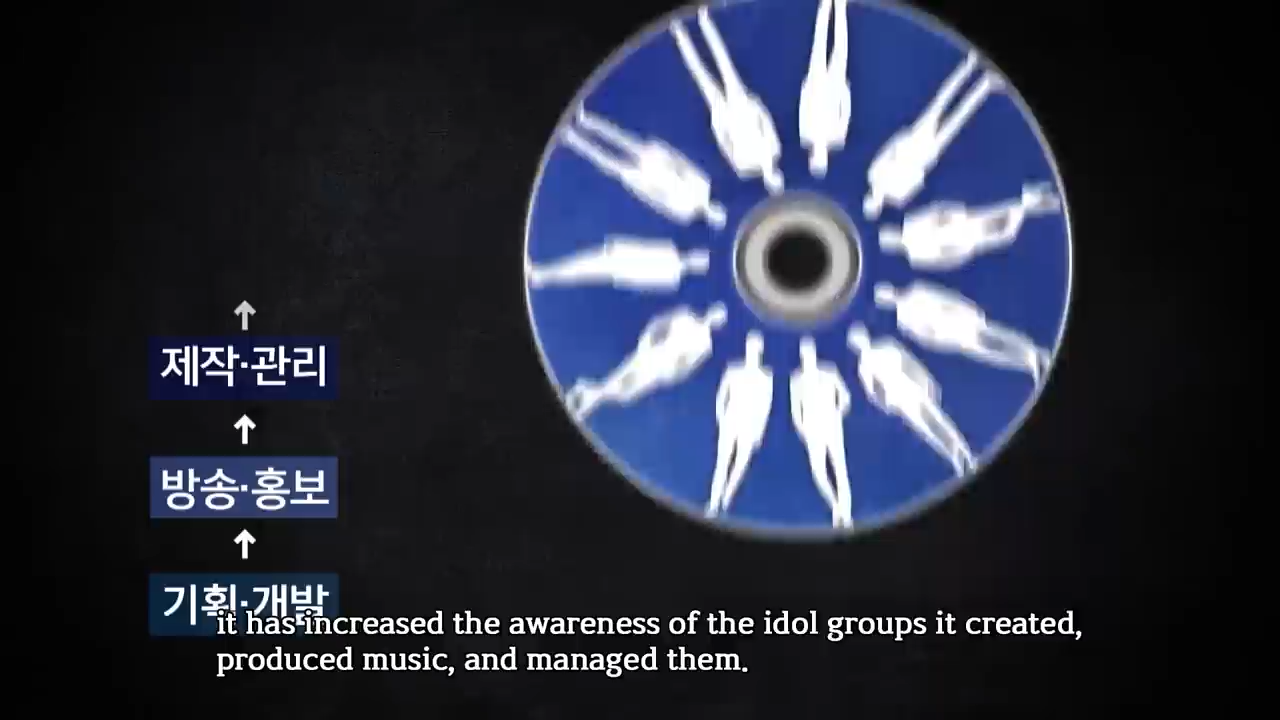 ↑
제작·관리
↑
방송·홍보
↑
기획·개발
it has increased the awareness of the idol groups it created,
produced music, and managed them.